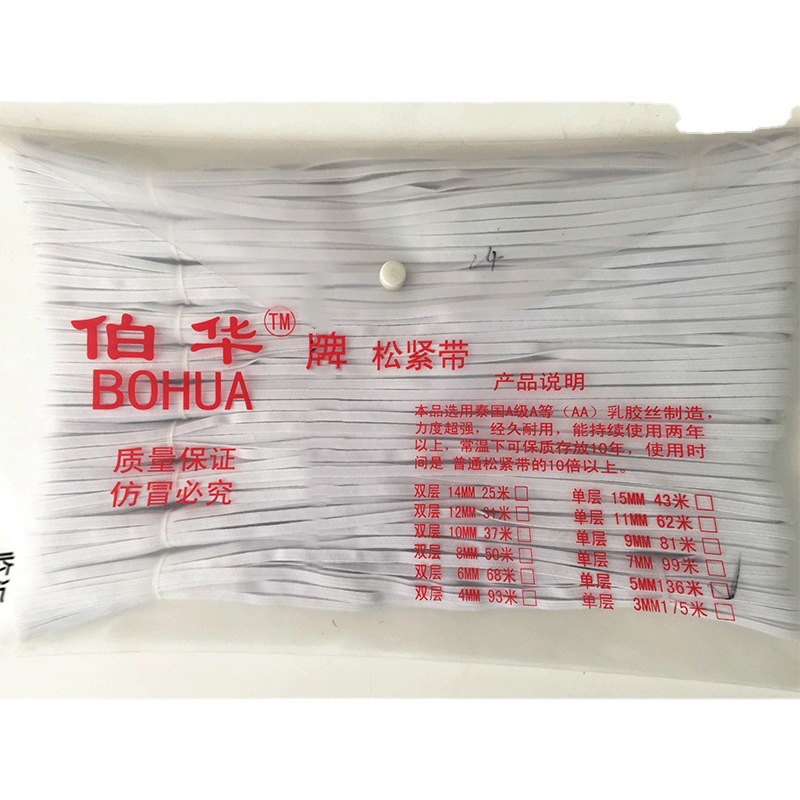 伯华TM牌 松紧带
BOHUA
质量保证
仿冒必究
产品说明
本品选用泰国A级A等（AA）乳胶丝制造，
力度超强，经久耐用，能持续使用两年
以上，常温下可保质存放10年，使用时
间是 普通松紧带的10倍以上。
双层 14MM 25米□ 单层 15MM 43米□
双层 12MM 31米□ 单层 11MM 62米□
双层 10MM 37米□ 单层 9MM 81米□
双层 8MM 50米□ 单层 7MM 99米□
双层 6MM 68米□ 单层 5MM136米□
双层 4MM 93米□ 单层 3MM175米□